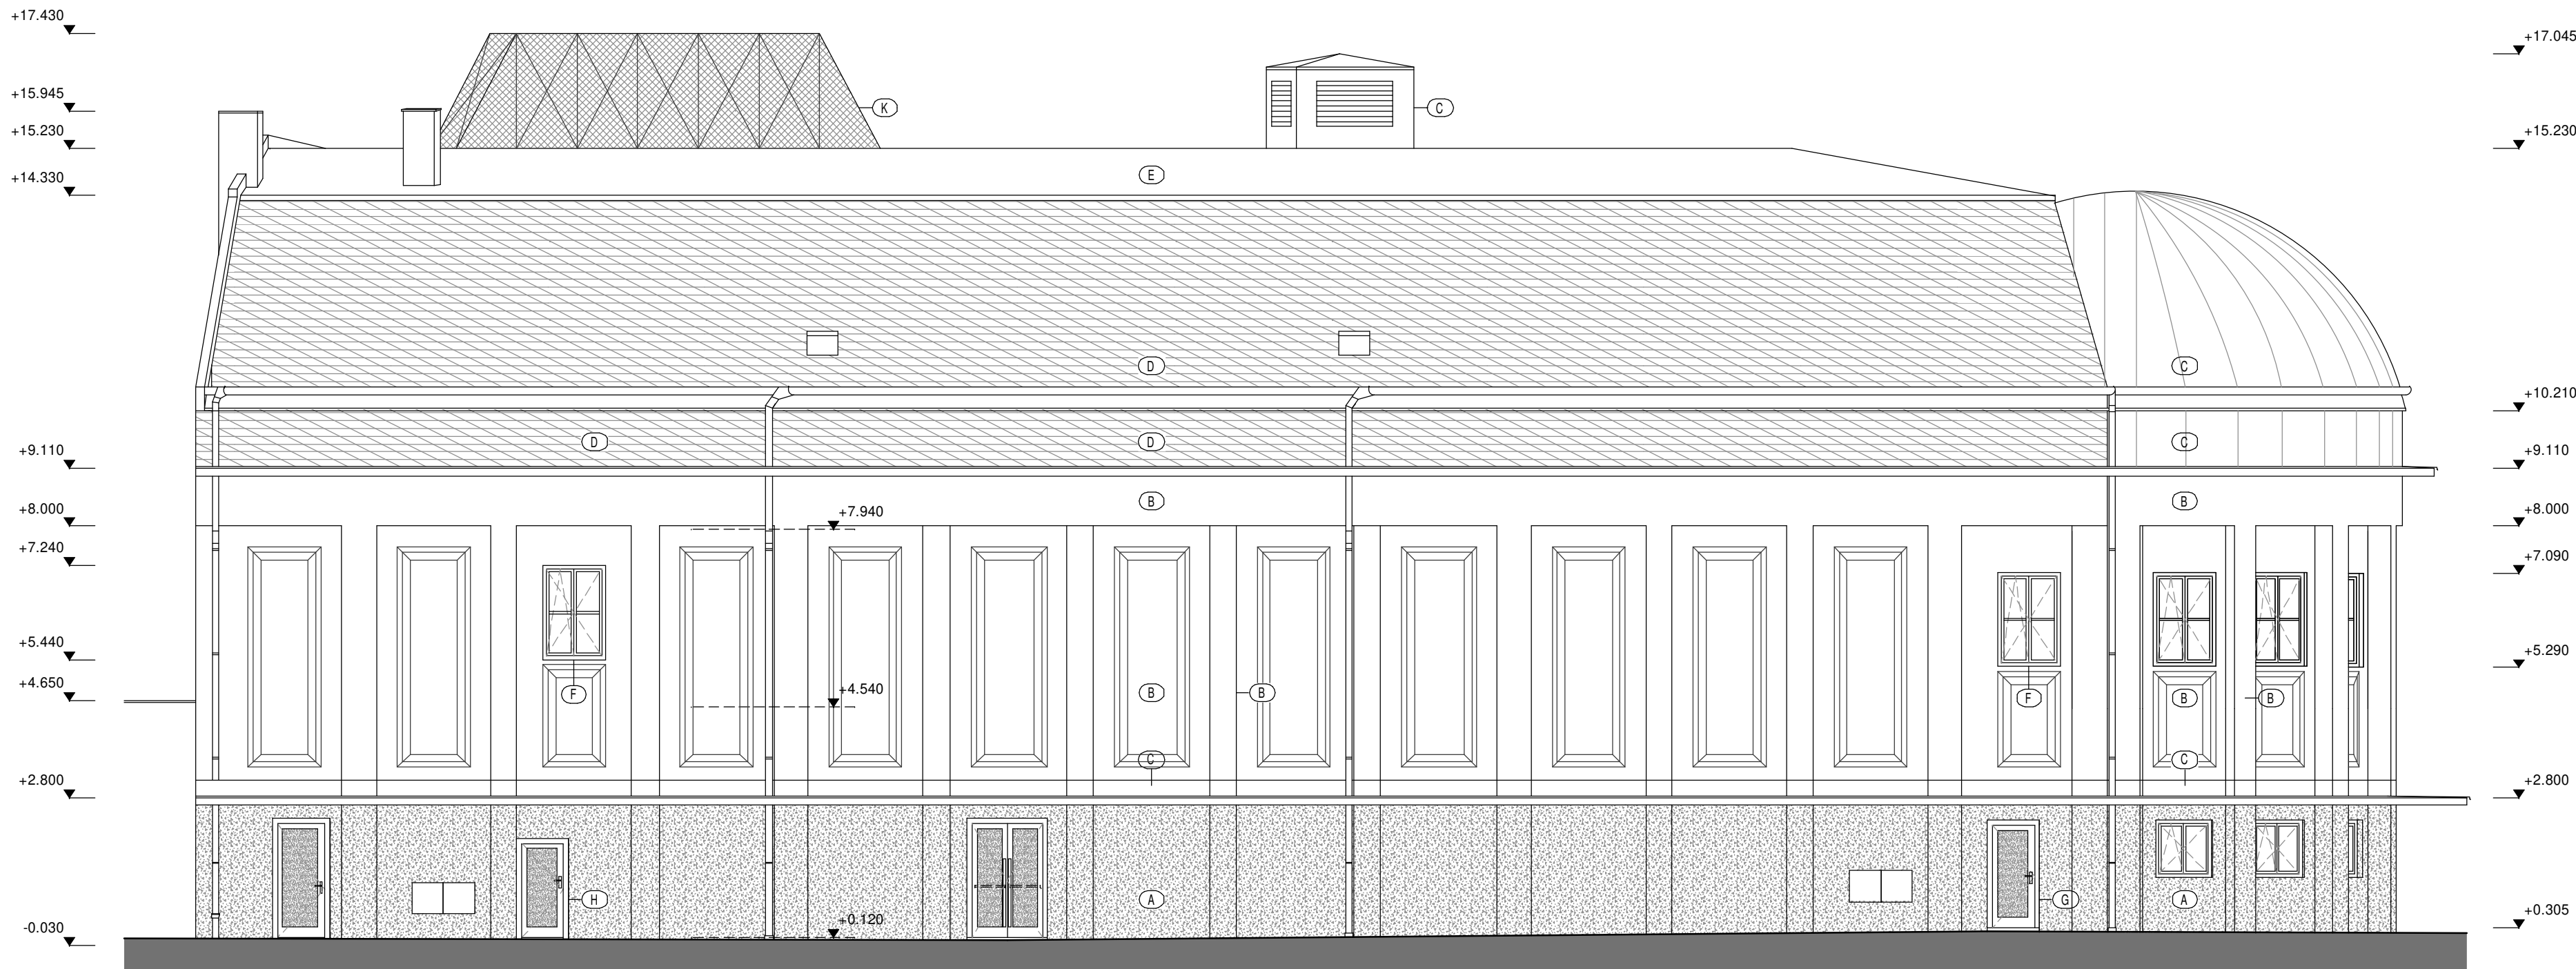 +17.430
+17.045
+15.945
K
C
+15.230
+15.230
+14.330
E
D
C
+10.210
D
D
C
+9.110
+9.110
B
B
+8.000
+7.940
+8.000
+7.240
+7.090
+5.440
+5.290
+4.650
F
+4.540
B
B
F
B
B
C
C
+2.800
+2.800
H
A
G
A
-0.030
+0.120
+0.305